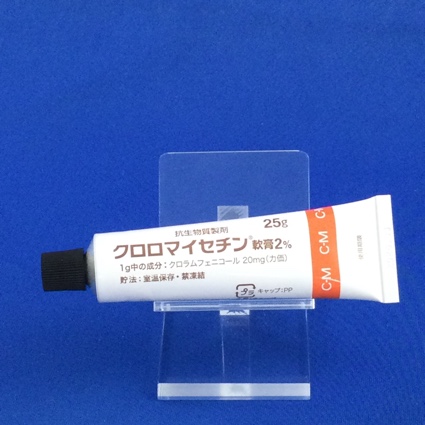 抗生物質製剤
25g
クロロマイセチン®軟膏2%
1g中の成分：クロラムフェニコール 20mg（力価）
貯法：室温保存・禁凍結
プラ
キャップ：PP
C-M
C-M
C-M